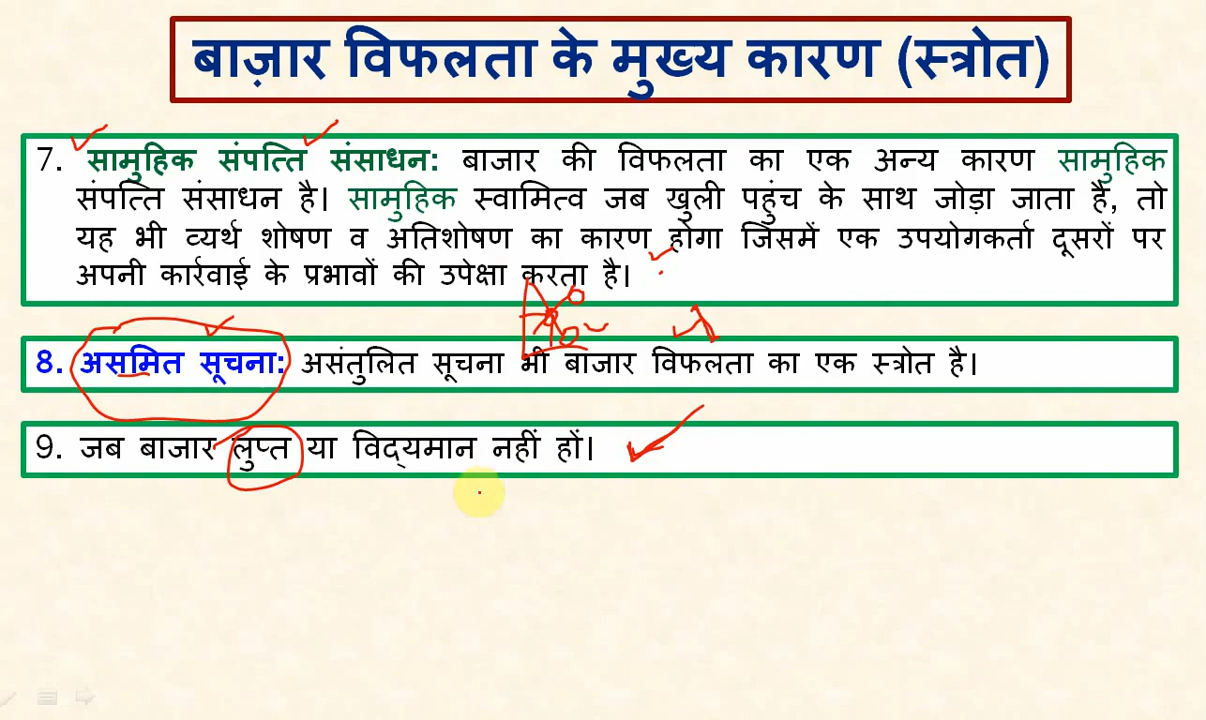 बाज़ार विफलता के मुख्य कारण (स्त्रोत)
7. सामुहिक संपत्ति संसाधन: बाजार की विफलता का एक अन्य कारण सामुहिक
संपत्ति संसाधन है। सामुहिक स्वामित्व जब खुली पहुंच के साथ जोड़ा जाता है, तो
यह भी व्यर्थ शोषण व अतिशोषण का कारण होगा जिसमें एक उपयोगकर्ता दूसरों पर
अपनी कार्रवाई के प्रभावों की उपेक्षा करता है।
8. असमित सूचना: असंतुलित सूचना भी बाजार विफलता का एक स्त्रोत है।
9. जब बाजार लुप्त या विद्यमान नहीं हों।